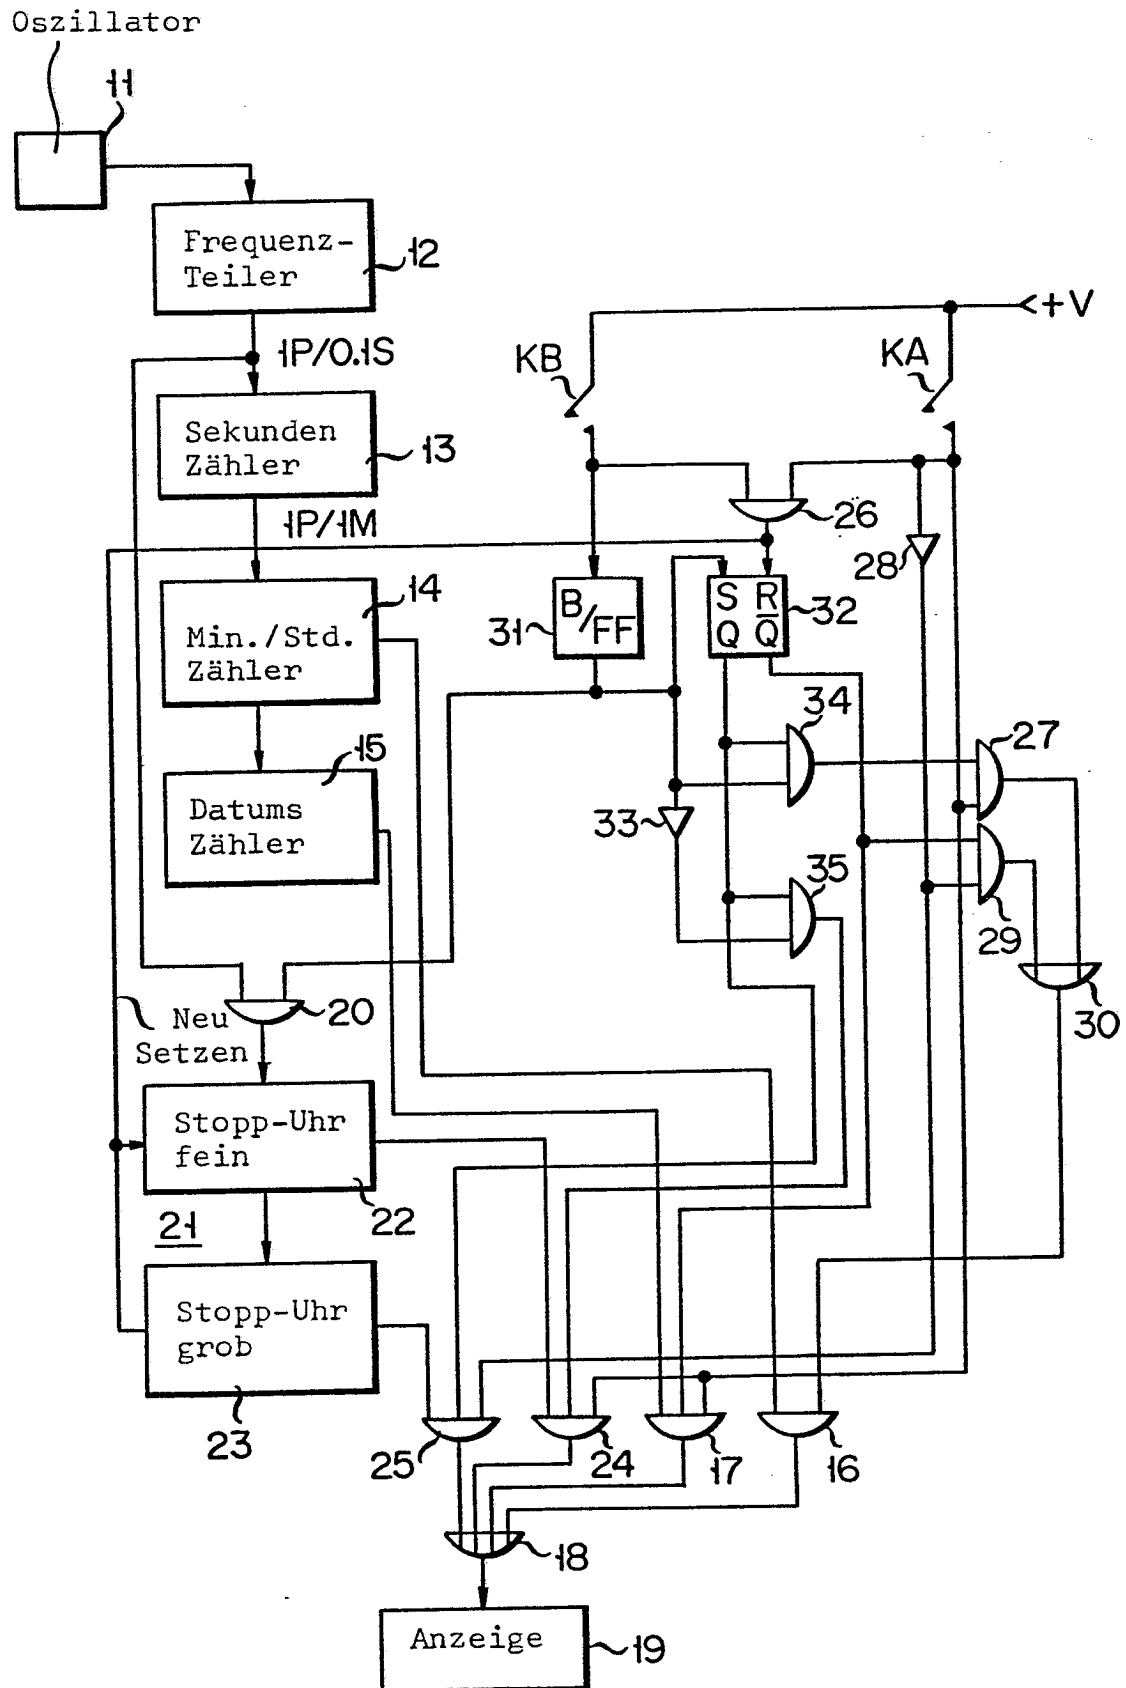 Oszillator
11
Frequenz-
Teiler
12
1P/0.1S
+V
KB
KA
Sekunden
Zähler
13
26
1P/1M
28
14
Min./Std.
Zähler
31
B/FF
S R
Q Q̅
32
34
27
15
Datums
Zähler
33
35
29
20
30
Neu
Setzen
Stopp-Uhr
fein
22
21
Stopp-Uhr
grob
23
25
24
17
16
18
Anzeige
19